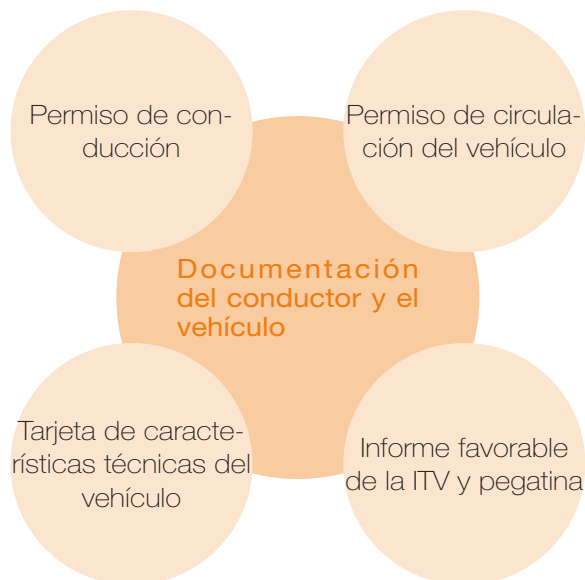 Permiso de con-
ducción
Permiso de circula-
ción del vehículo
Documentación
del conductor y el
vehículo
Tarjeta de caracte-
rísticas técnicas del
vehículo
Informe favorable
de la ITV y pegatina